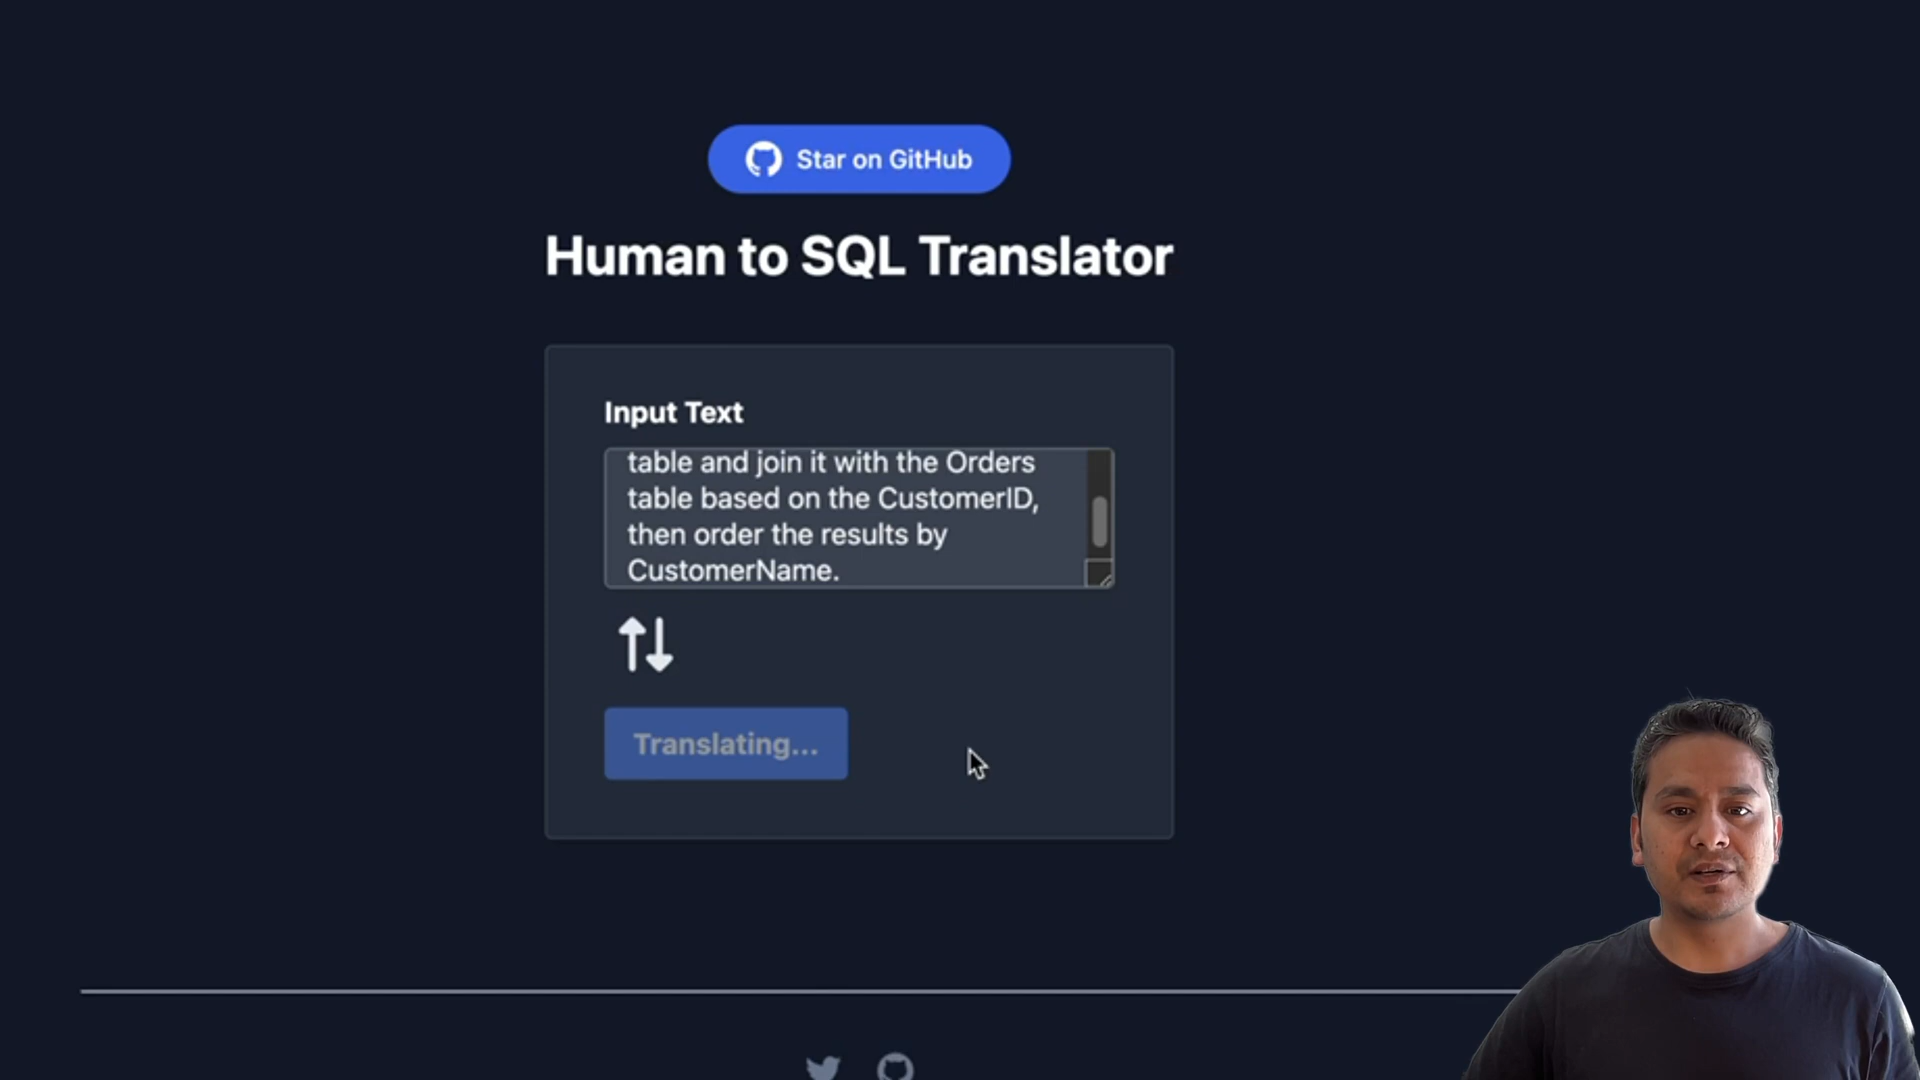 Star on GitHub
Human to SQL Translator
Input Text
table and join it with the Orders
table based on the CustomerID,
then order the results by
CustomerName.
Translating...